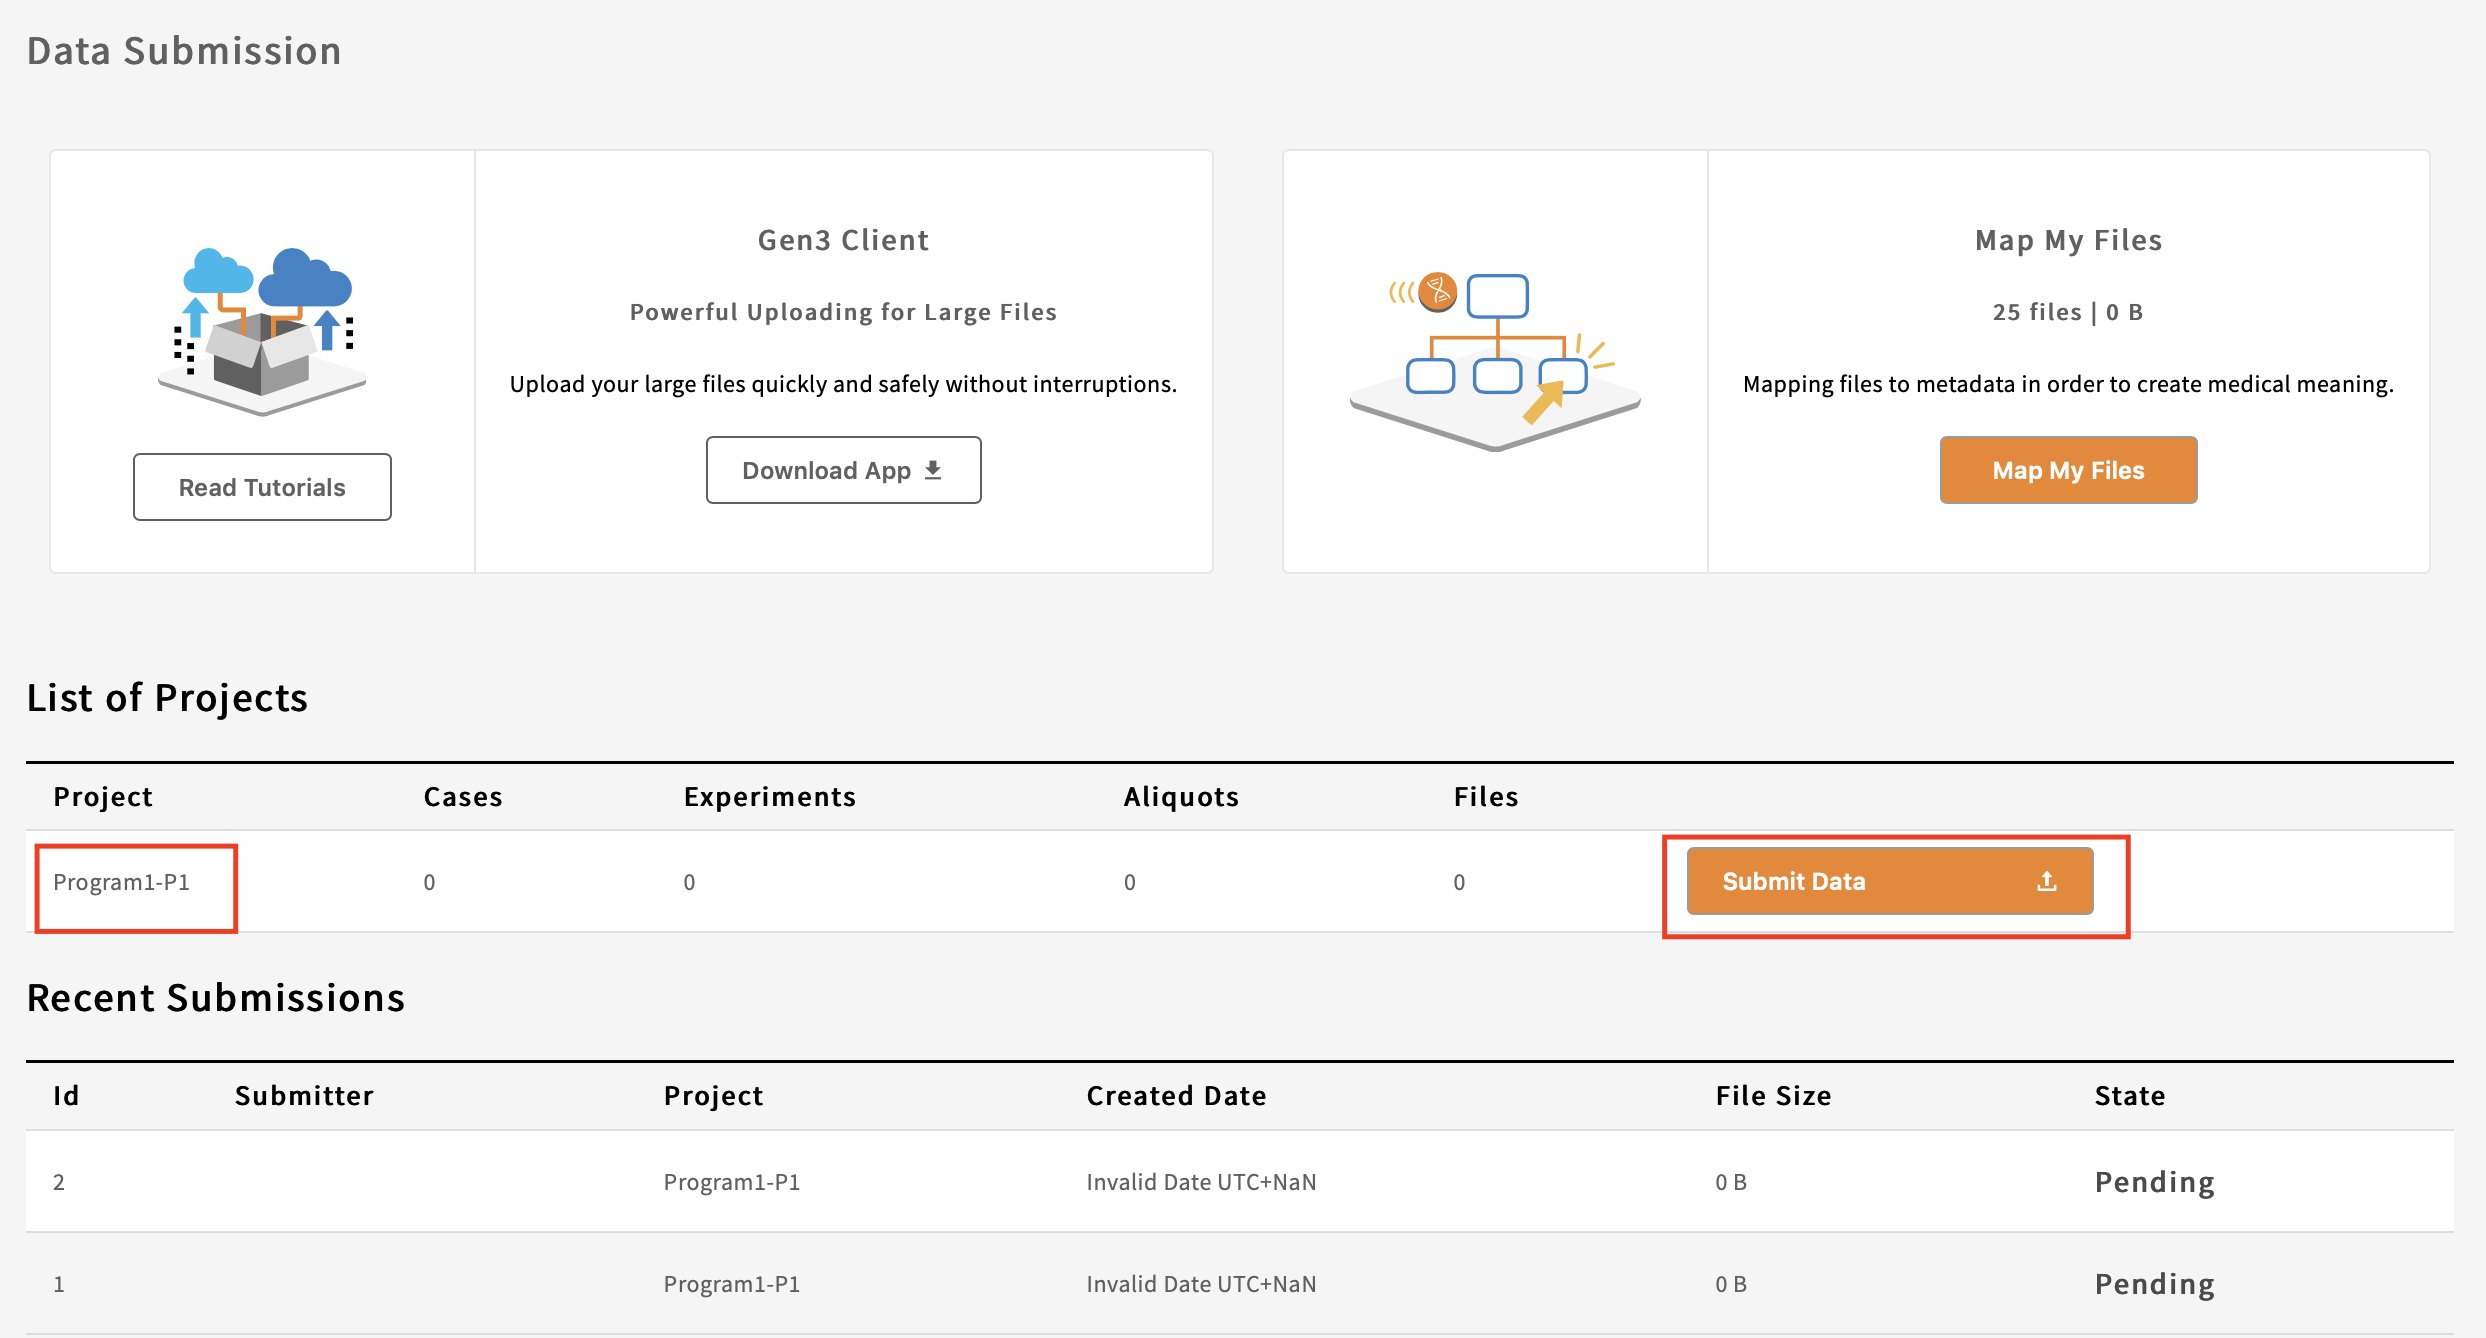 Data Submission
Read Tutorials
Gen3 Client
Powerful Uploading for Large Files
Upload your large files quickly and safely without interruptions.
Download App
Map My Files
25 files | 0 B
Mapping files to metadata in order to create medical meaning.
Map My Files
List of Projects
Project Cases Experiments Aliquots Files
Program1-P1 0 0 0 0 Submit Data
Recent Submissions
Id Submitter Project Created Date File Size State
2 Program1-P1 Invalid Date UTC+NaN 0 B Pending
1 Program1-P1 Invalid Date UTC+NaN 0 B Pending